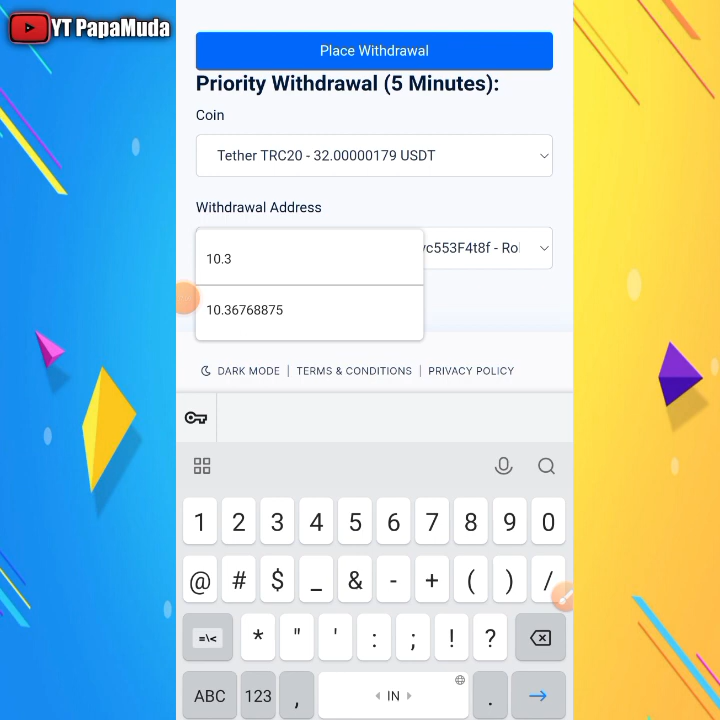 YT PapaMuda
Place Withdrawal
Priority Withdrawal (5 Minutes):
Coin
Tether TRC20 - 32.00000179 USDT
Withdrawal Address
c553F4t8f - Rol
10.3
10.36768875
DARK MODE | TERMS & CONDITIONS | PRIVACY POLICY
1 2 3 4 5 6 7 8 9 0
@ # $ _ & - + ( ) /
=\< * " ' : ; ! ?
ABC 123 , IN .